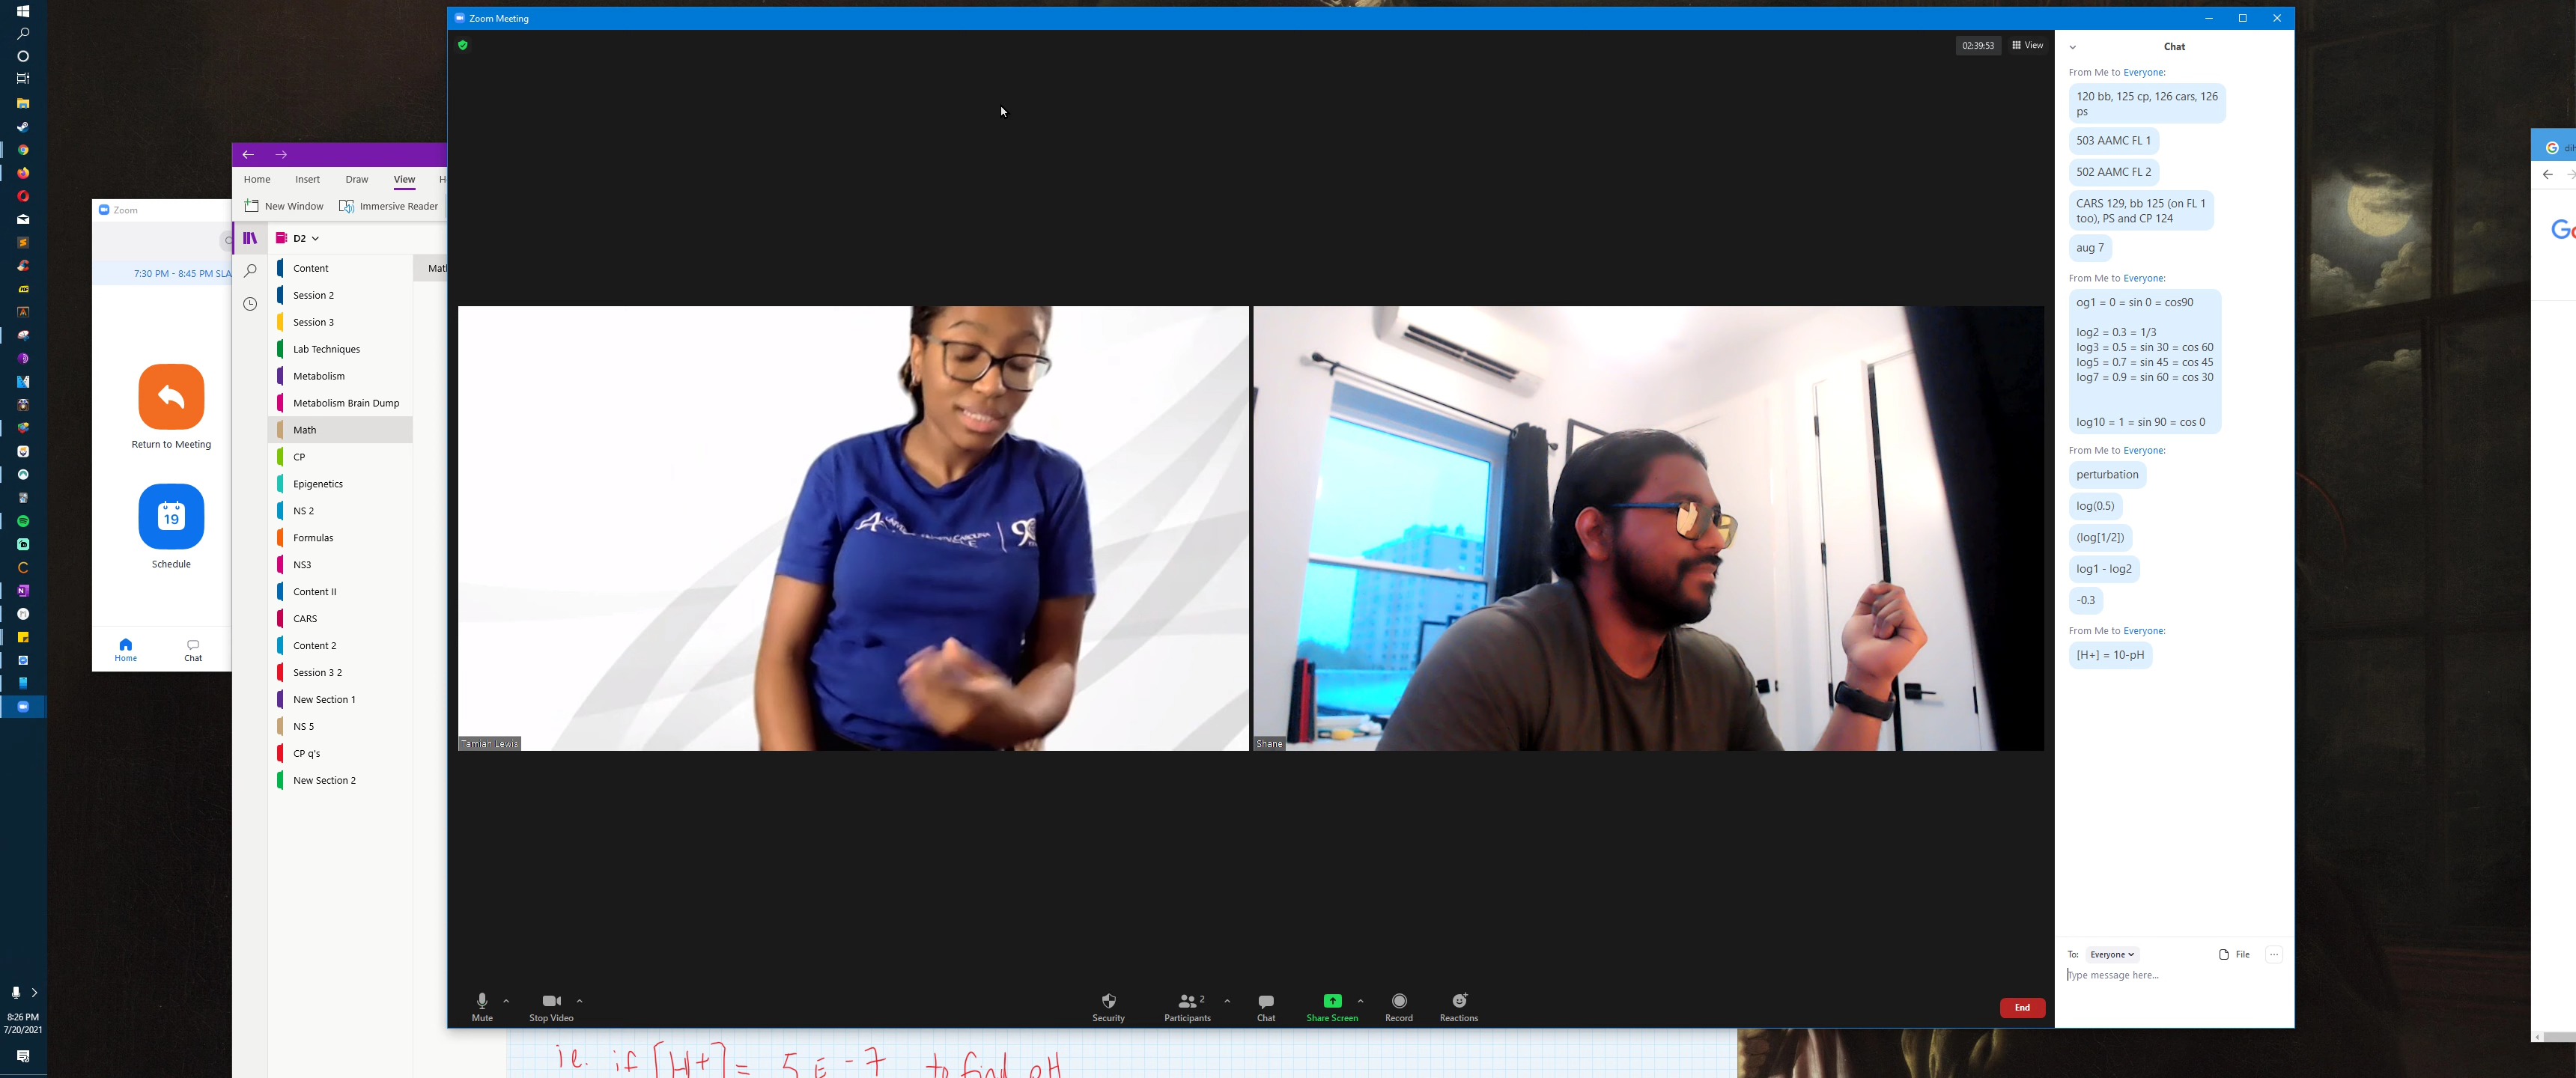 Zoom Meeting
02:39:53
View
Chat
From Me to Everyone:
120 bb, 125 cp, 126 cars, 126
ps
503 AAMC FL 1
502 AAMC FL 2
CARS 129, bb 125 (on FL 1
too), PS and CP 124
aug 7
From Me to Everyone:
og1 = 0 = sin 0 = cos90
log2 = 0.3 = 1/3
log3 = 0.5 = sin 30 = cos 60
log5 = 0.7 = sin 45 = cos 45
log7 = 0.9 = sin 60 = cos 30
log10 = 1 = sin 90 = cos 0
From Me to Everyone:
perturbation
log(0.5)
(log[1/2])
log1 - log2
-0.3
From Me to Everyone:
[H+] = 10-pH
To: Everyone
File
Type message here...
Home Insert Draw View H
New Window Immersive Reader
D2
Content
Session 2
Session 3
Lab Techniques
Metabolism
Metabolism Brain Dump
Math
CP
Epigenetics
NS 2
Formulas
NS3
Content II
CARS
Content 2
Session 3 2
New Section 1
NS 5
CP q's
New Section 2
Zoom
7:30 PM - 8:45 PM SLA
Return to Meeting
19
Schedule
Home Chat
Tamiah Lewis
Shane
Mute
Stop Video
Security
Participants 2
Chat
Share Screen
Record
Reactions
End
8:26 PM
7/20/2021
ie. if [H+] = 5E-7 to find pH